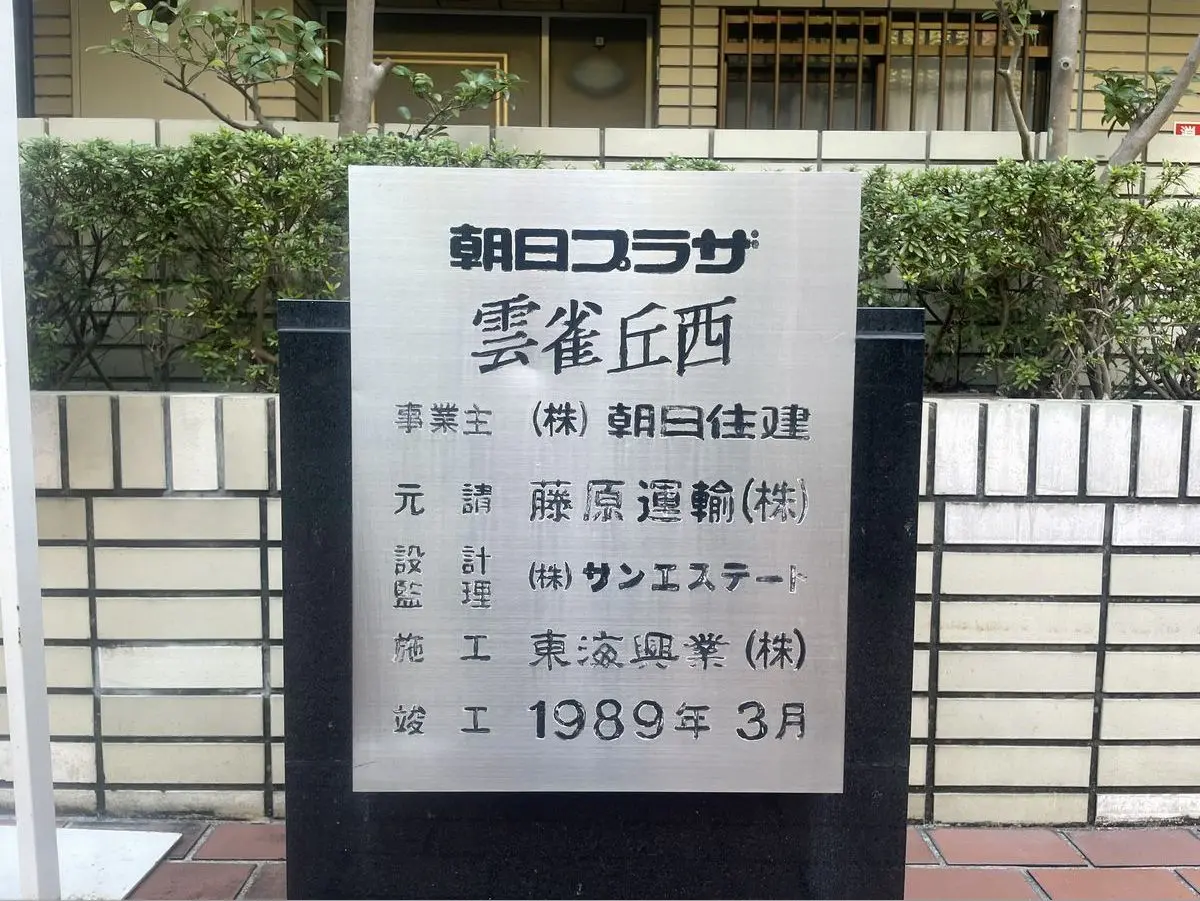 朝日プラザ
雲雀丘西
事業主 (株)朝日住建
元請 藤原運輸(株)
設計
監理 (株)サンエステート
施工 東海興業(株)
竣工 1989年3月
消